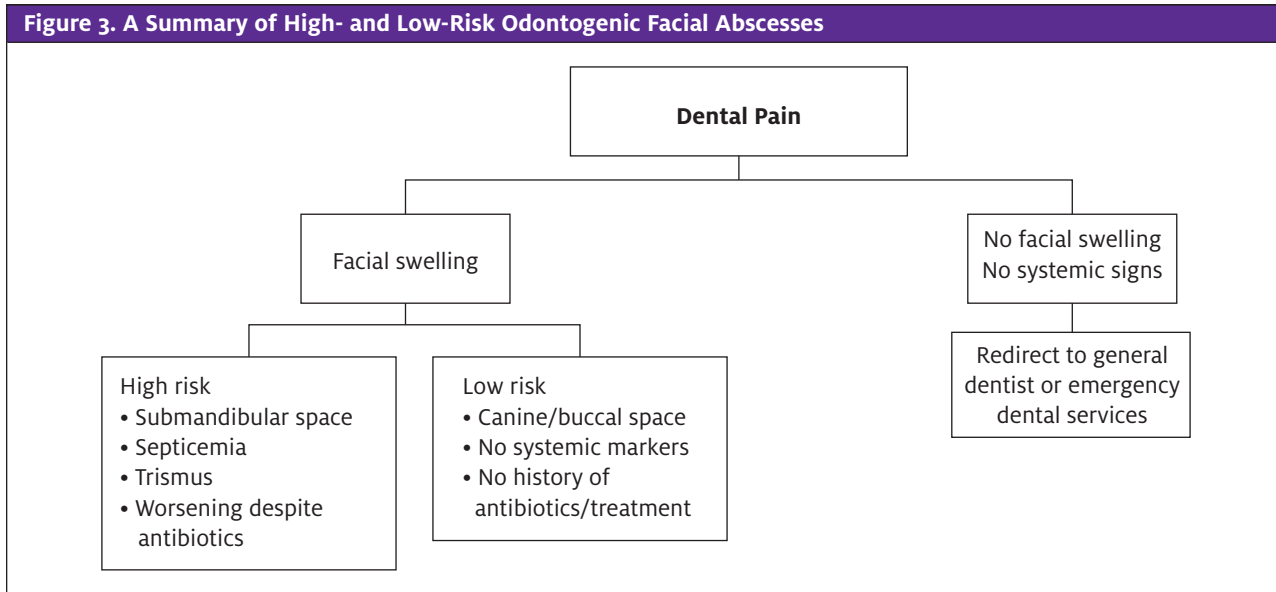 Figure 3. A Summary of High- and Low-Risk Odontogenic Facial Abscesses
Dental Pain
Facial swelling
No facial swelling
No systemic signs
High risk
• Submandibular space
• Septicemia
• Trismus
• Worsening despite
antibiotics
Low risk
• Canine/buccal space
• No systemic markers
• No history of
antibiotics/treatment
Redirect to general
dentist or emergency
dental services